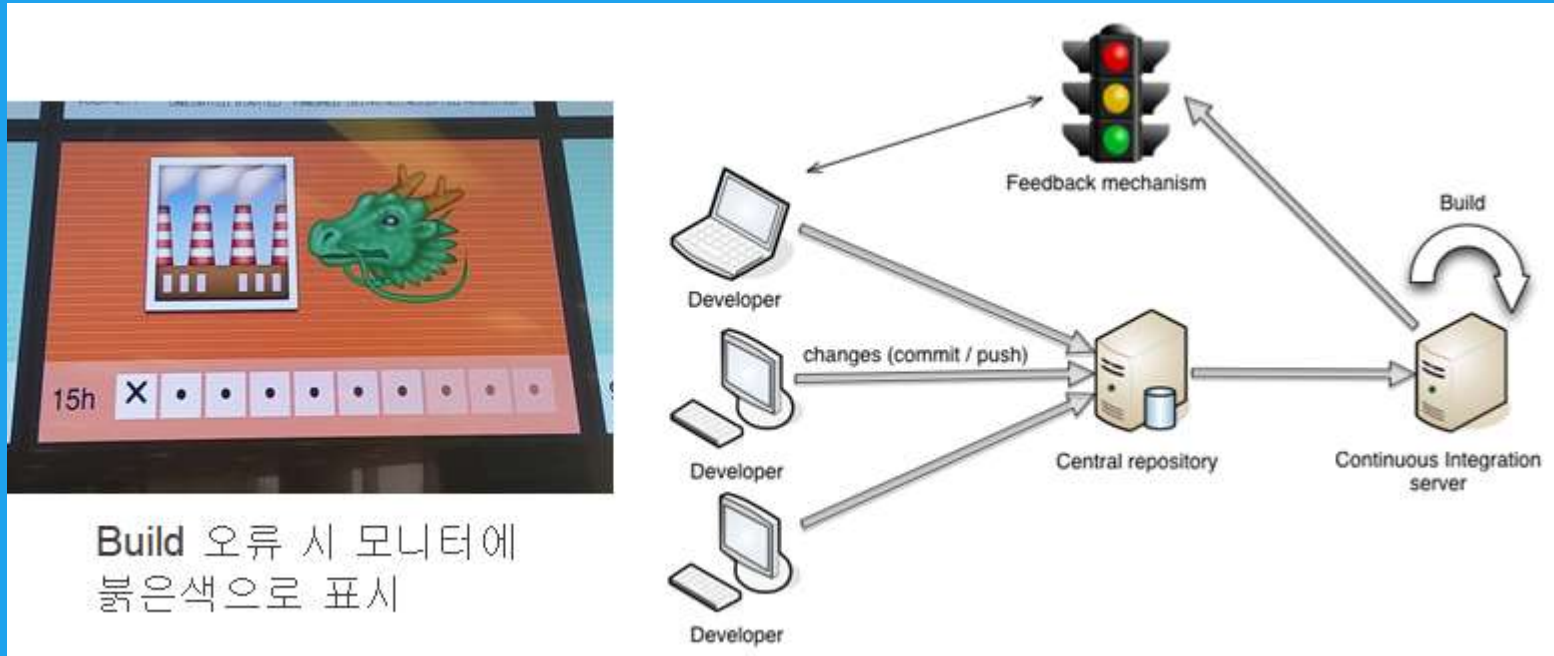 15h X
Build 오류 시 모니터에
붉은색으로 표시
Feedback mechanism
Build
Developer
changes (commit / push)
Developer
Central repository
Continuous Integration
server
Developer